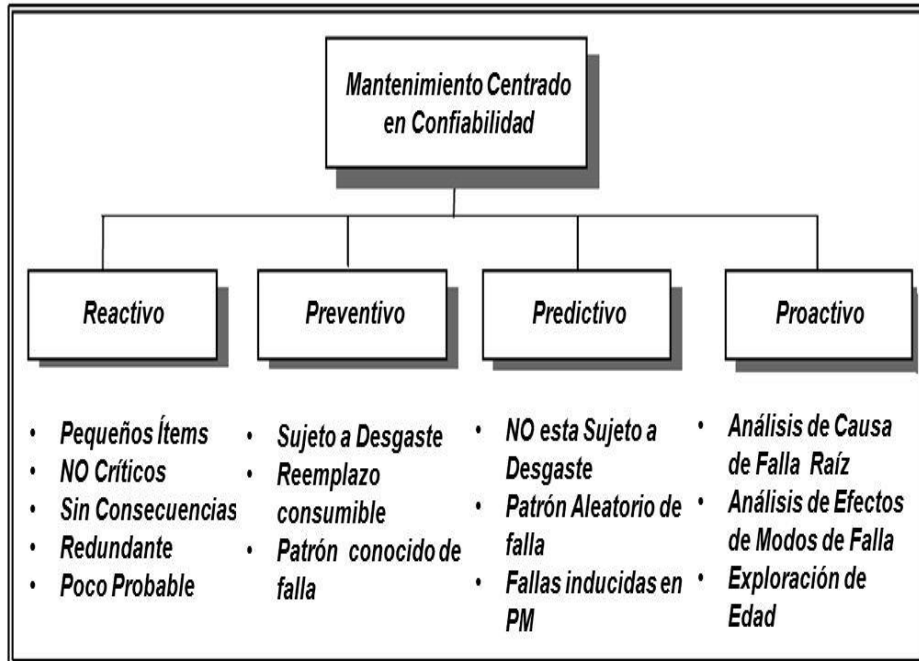 Mantenimiento Centrado
en Confiabilidad
Reactivo
Preventivo
Predictivo
Proactivo
• Pequeños Ítems
• NO Críticos
• Sin Consecuencias
• Redundante
• Poco Probable
• Sujeto a Desgaste
• Reemplazo
consumible
• Patrón conocido de
falla
• NO esta Sujeto a
Desgaste
• Patrón Aleatorio de
falla
• Fallas inducidas en
PM
• Análisis de Causa
de Falla Raíz
• Análisis de Efectos
de Modos de Falla
• Exploración de
Edad